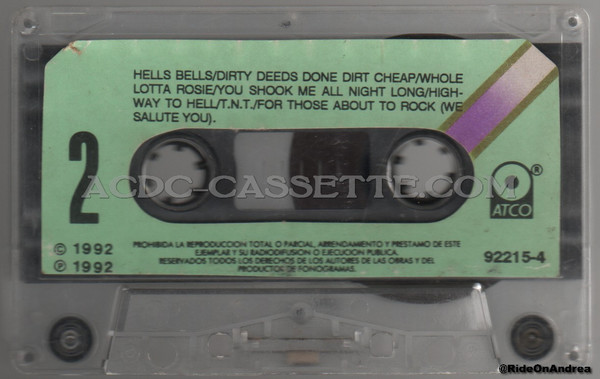 HELLS BELLS/DIRTY DEEDS DONE DIRT CHEAP/WHOLE
LOTTA ROSIE/YOU SHOOK ME ALL NIGHT LONG/HIGH-
WAY TO HELL/T.N.T./FOR THOSE ABOUT TO ROCK (WE
SALUTE YOU).
2
ACDC-CASSETTE.COM
®
ATCO
© 1992
℗ 1992
PROHIBIDA LA REPRODUCCION TOTAL O PARCIAL, ARRENDAMIENTO Y PRESTAMO DE ESTE
EJEMPLAR Y SU RADIODIFUSION O EJECUCION PUBLICA.
RESERVADOS TODOS LOS DERECHOS DE LOS AUTORES DE LAS OBRAS Y DEL
PRODUCTOR DE FONOGRAMAS.
92215-4
@RideOnAndrea